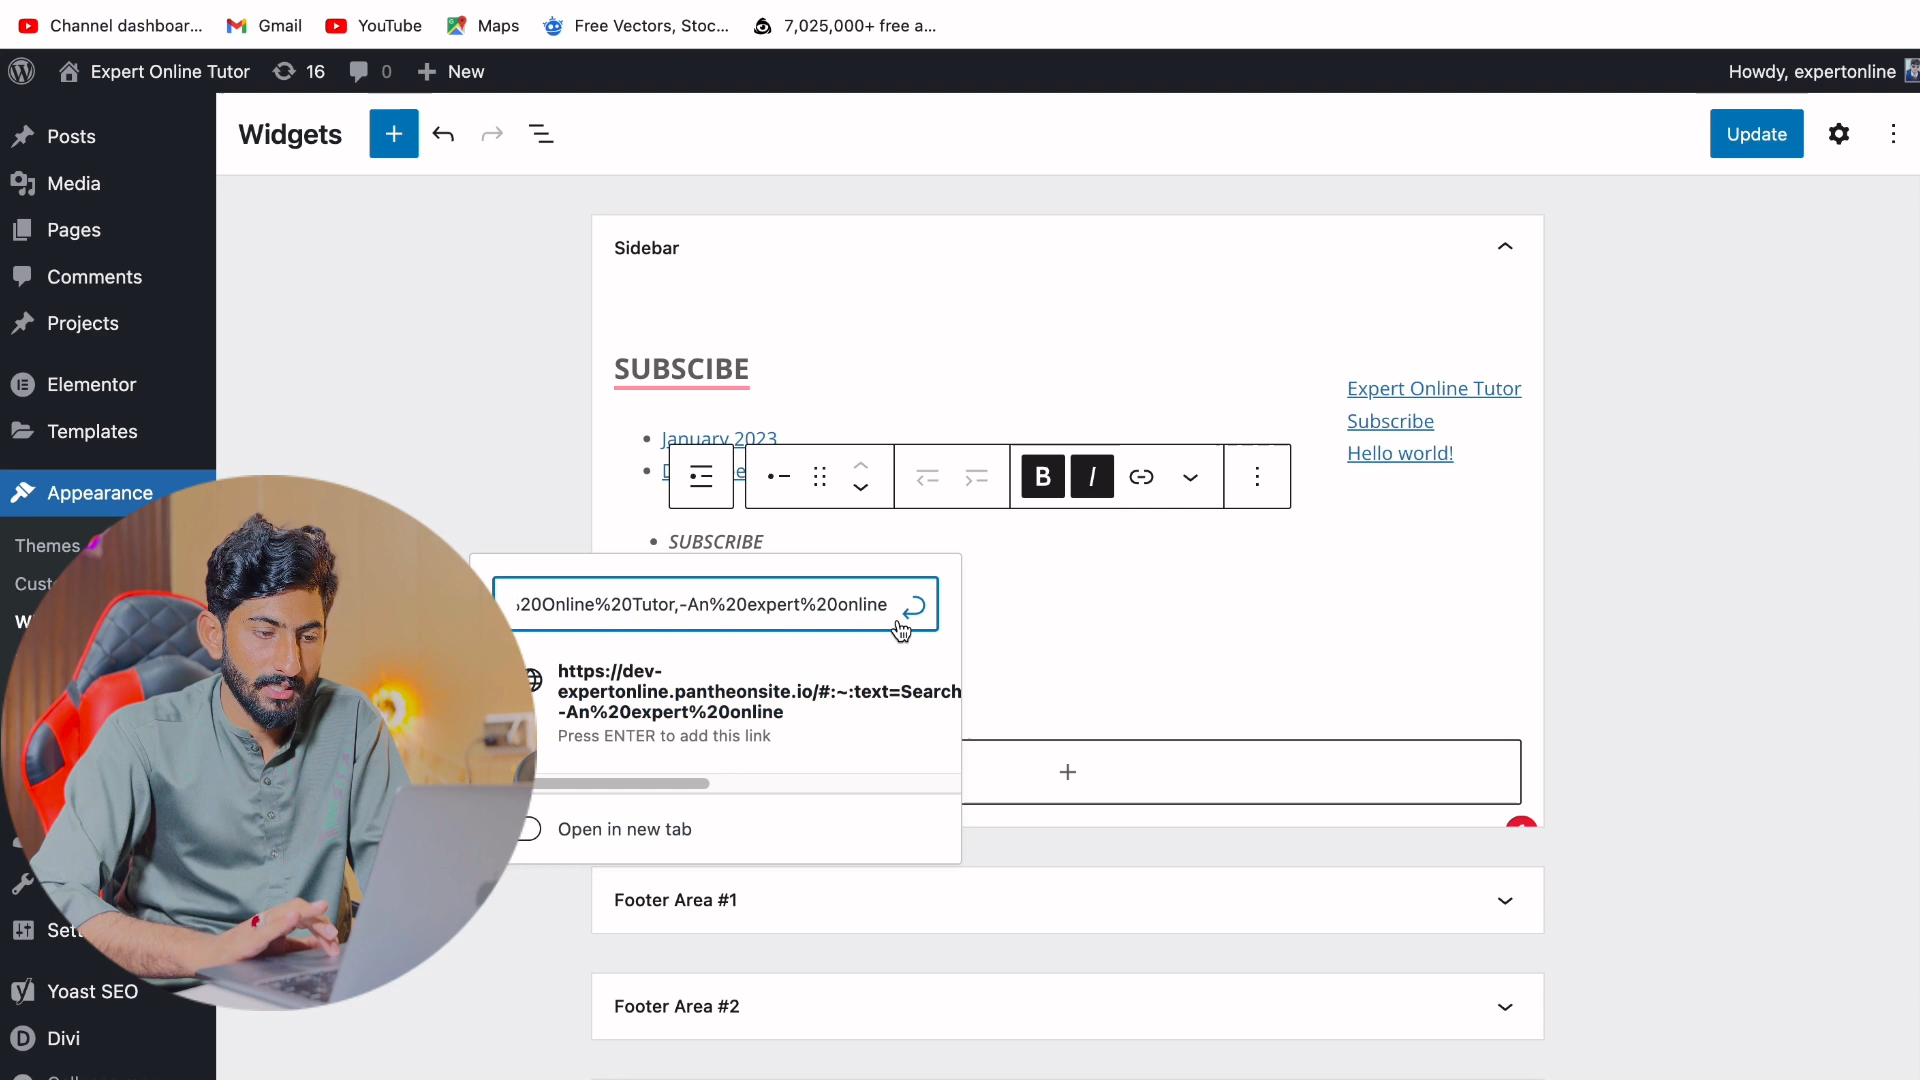 Channel dashboar...
Gmail
YouTube
Maps
Free Vectors, Stoc...
7,025,000+ free a...
Expert Online Tutor
16
0
New
Howdy, expertonline
Posts
Media
Pages
Comments
Projects
Elementor
Templates
Appearance
Themes
Yoast SEO
Divi
Widgets
Update
Sidebar
SUBSCIBE
January 2023
Expert Online Tutor
Subscribe
Hello world!
B I
SUBSCRIBE
20Online%20Tutor,-An%20expert%20online
https://dev-
expertonline.pantheonsite.io/#:~:text=Search
-An%20expert%20online
Press ENTER to add this link
Open in new tab
Footer Area #1
Footer Area #2